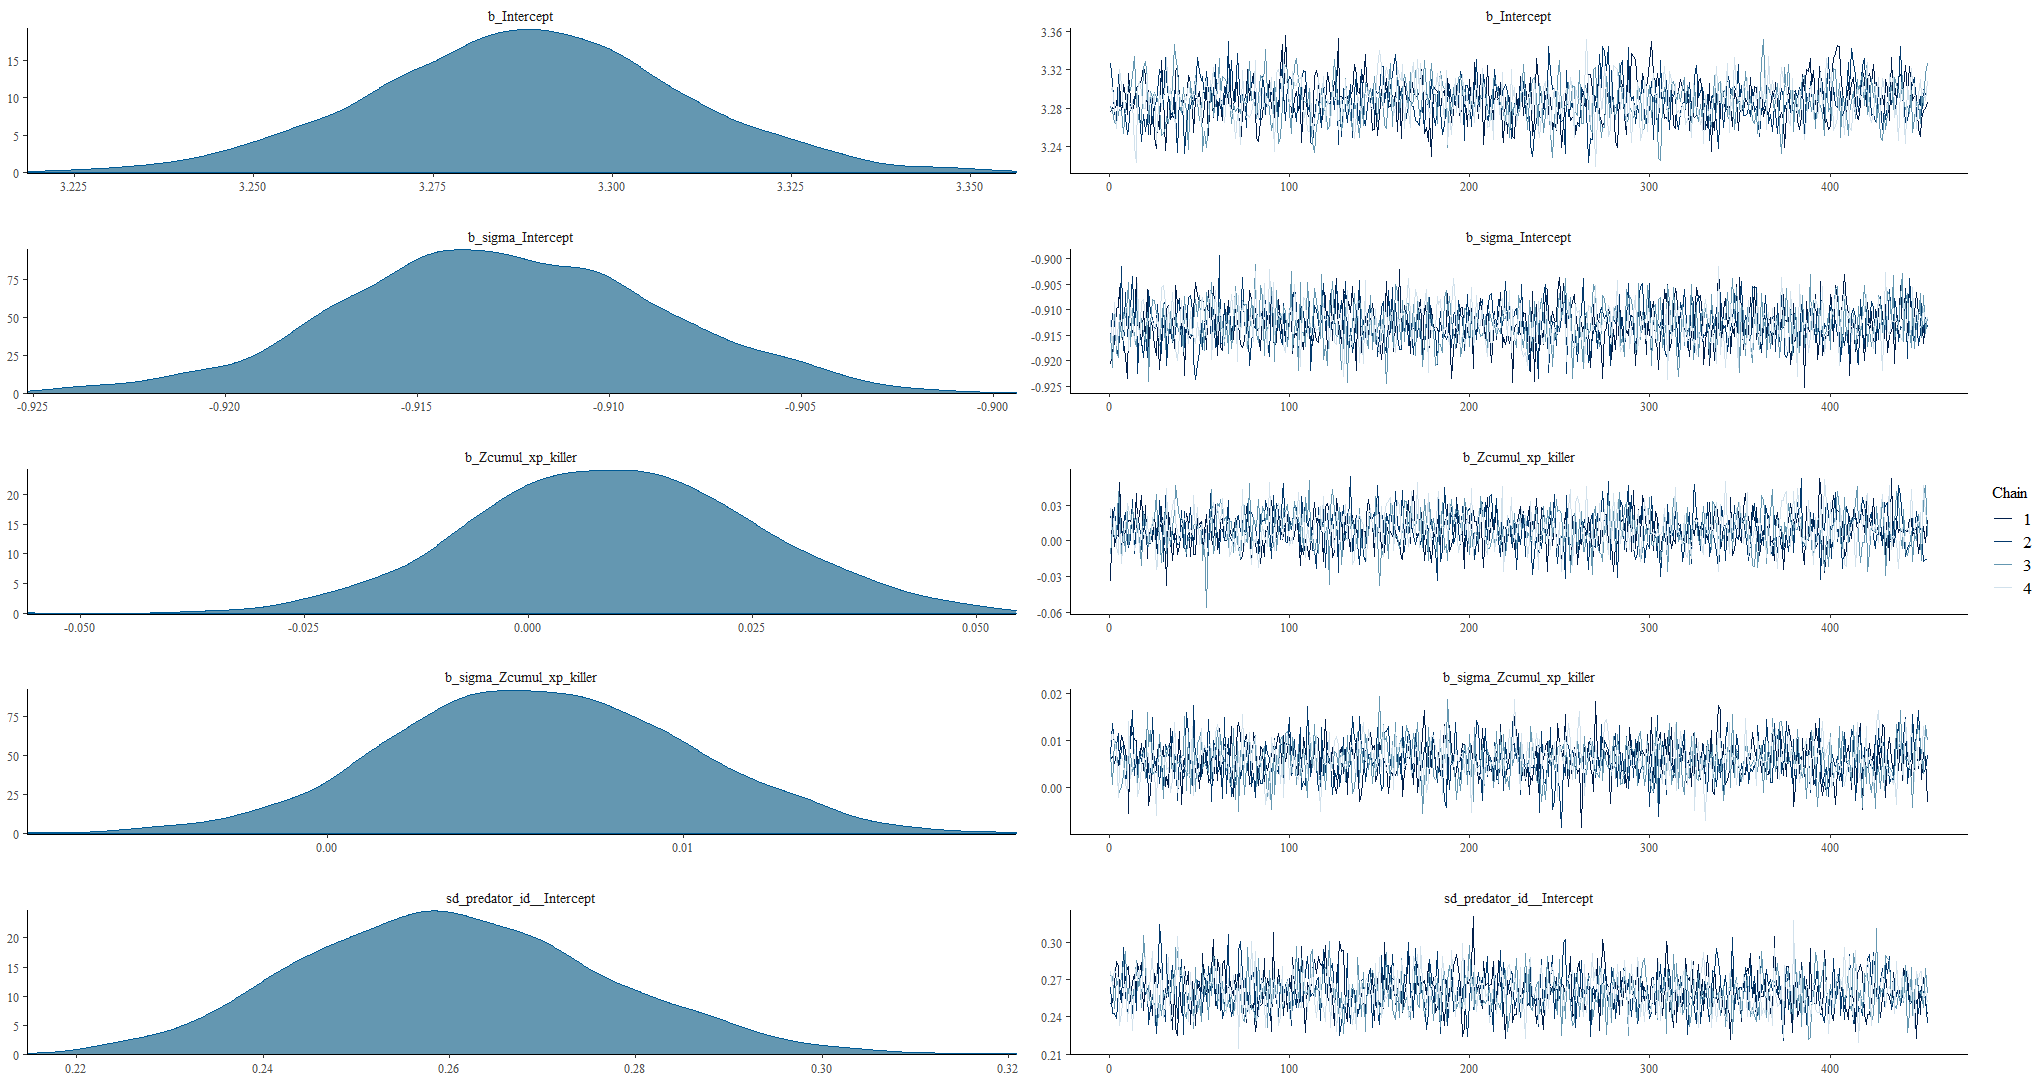 b_Intercept
15
10
5
0
3.225 3.250 3.275 3.300 3.325 3.350
b_Intercept
3.36
3.32
3.28
3.24
0 100 200 300 400
b_sigma_Intercept
75
50
25
0
-0.925 -0.920 -0.915 -0.910 -0.905 -0.900
b_sigma_Intercept
-0.900
-0.905
-0.910
-0.915
-0.920
-0.925
0 100 200 300 400
b_Zcumul_xp_killer
20
15
10
5
0
-0.050 -0.025 0.000 0.025 0.050
b_Zcumul_xp_killer
0.03
0.00
-0.03
-0.06
0 100 200 300 400
b_sigma_Zcumul_xp_killer
75
50
25
0
0.00 0.01
b_sigma_Zcumul_xp_killer
0.02
0.01
0.00
0 100 200 300 400
sd_predator_id__Intercept
20
15
10
5
0
0.22 0.24 0.26 0.28 0.30 0.32
sd_predator_id__Intercept
0.30
0.27
0.24
0.21
0 100 200 300 400
Chain
1
2
3
4